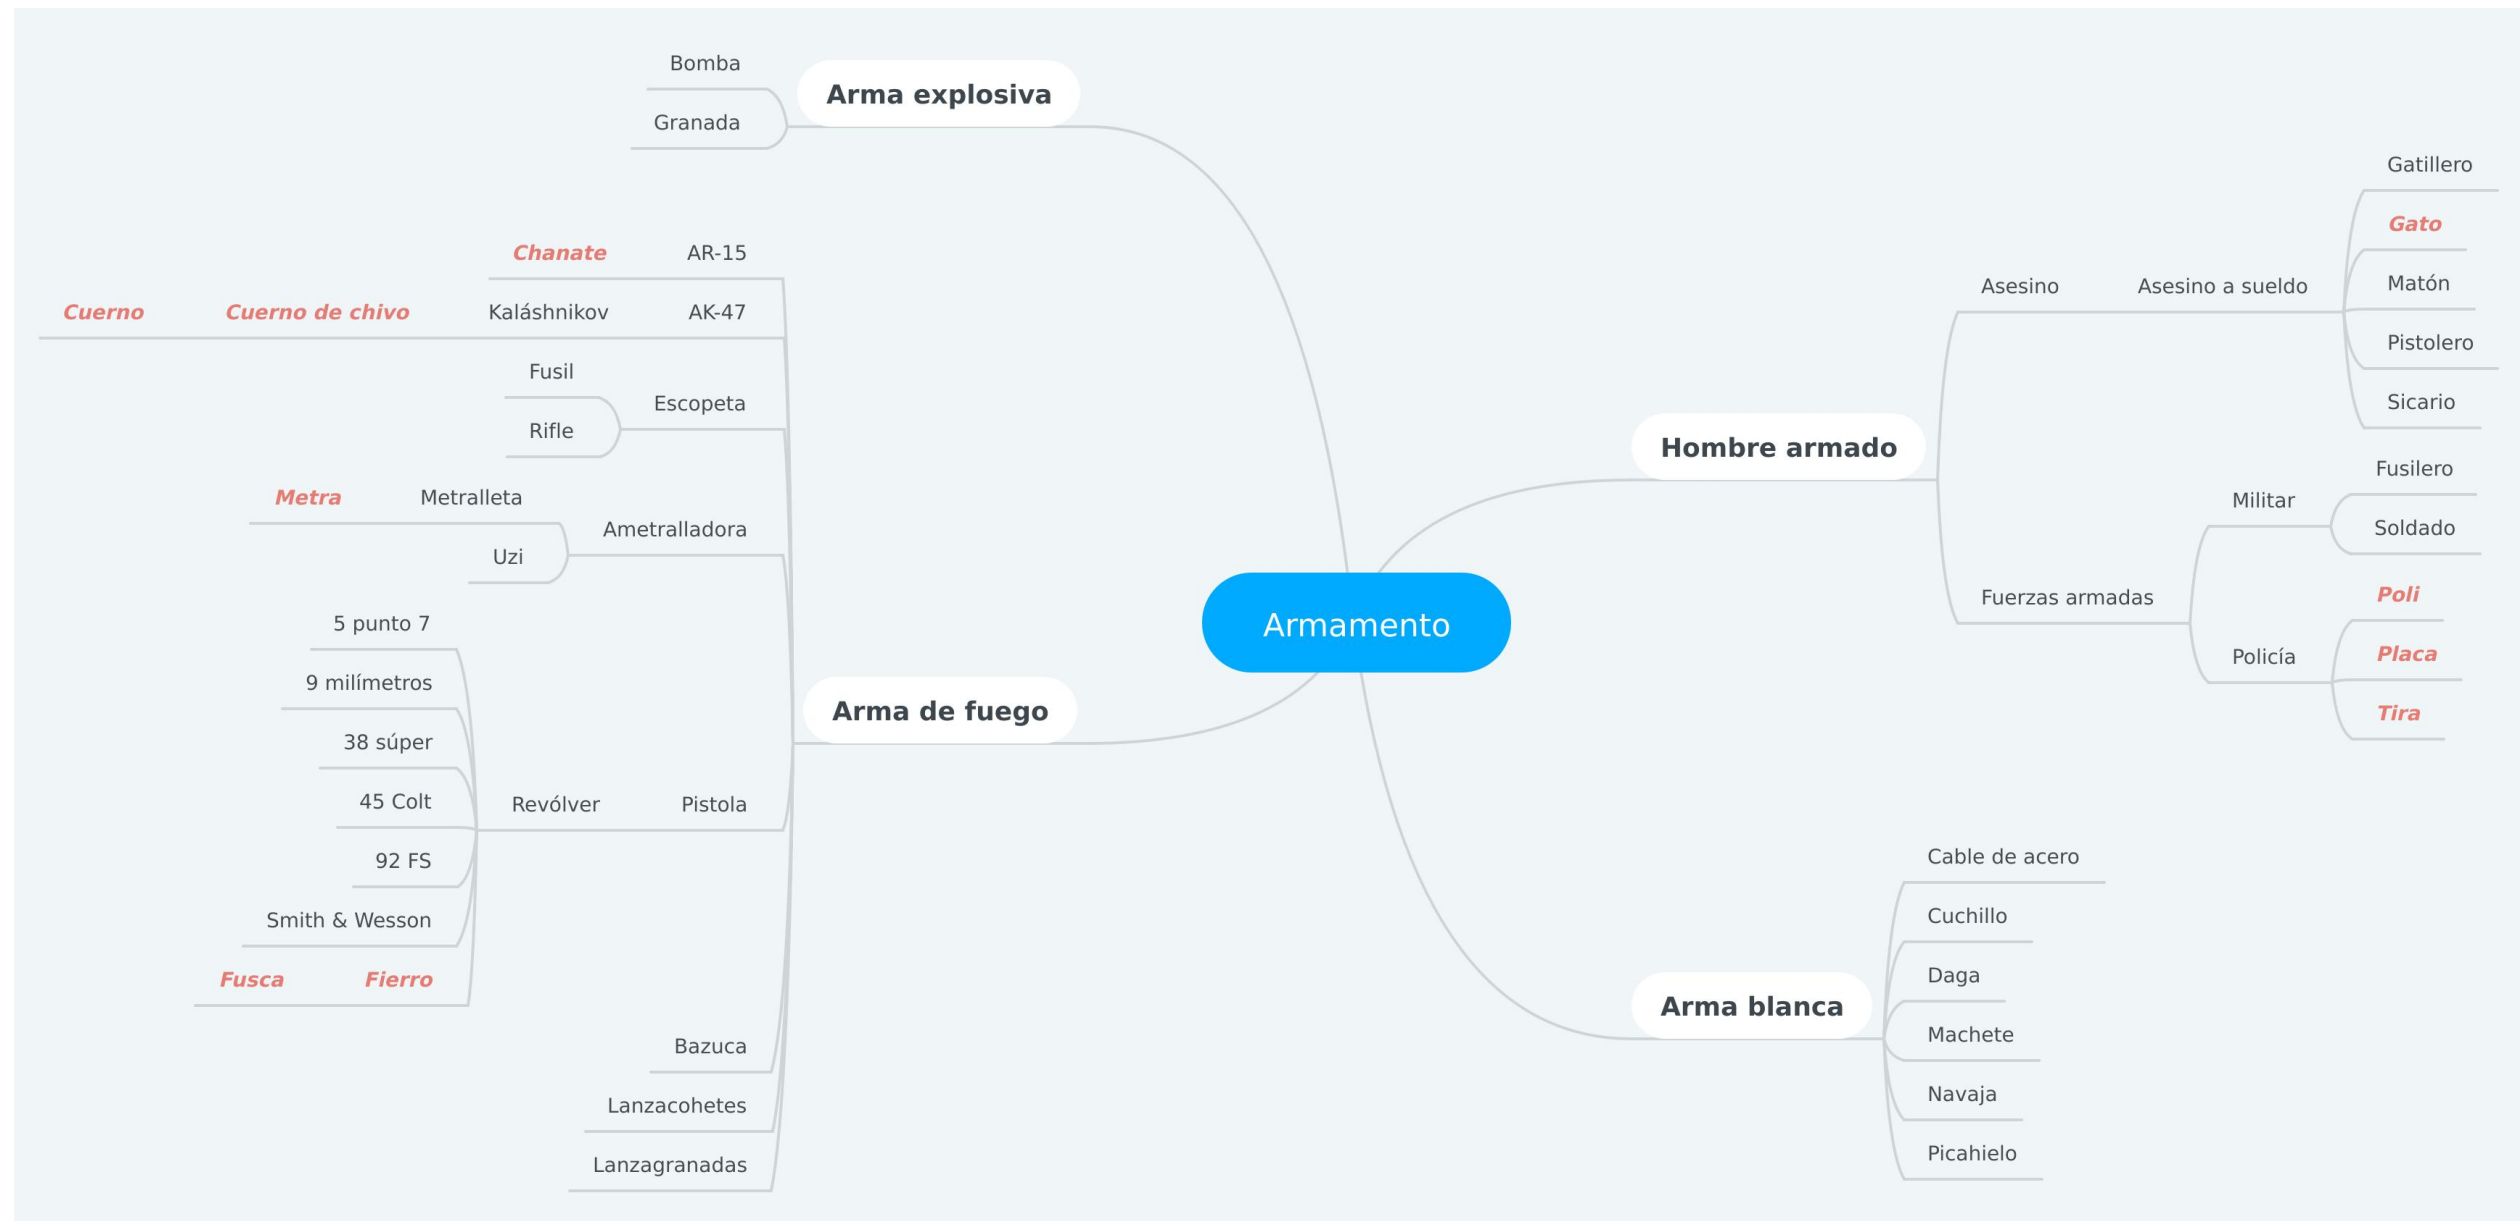 Armamento
Arma explosiva
Bomba
Granada
Arma de fuego
AR-15
Chanate
AK-47
Kaláshnikov
Cuerno de chivo
Cuerno
Escopeta
Fusil
Rifle
Ametralladora
Metralleta
Metra
Uzi
Pistola
Revólver
5 punto 7
9 milímetros
38 súper
45 Colt
92 FS
Smith & Wesson
Fierro
Fusca
Bazuca
Lanzacohetes
Lanzagranadas
Hombre armado
Asesino
Asesino a sueldo
Gatillero
Gato
Matón
Pistolero
Sicario
Fuerzas armadas
Militar
Fusilero
Soldado
Policía
Poli
Placa
Tira
Arma blanca
Cable de acero
Cuchillo
Daga
Machete
Navaja
Picahielo